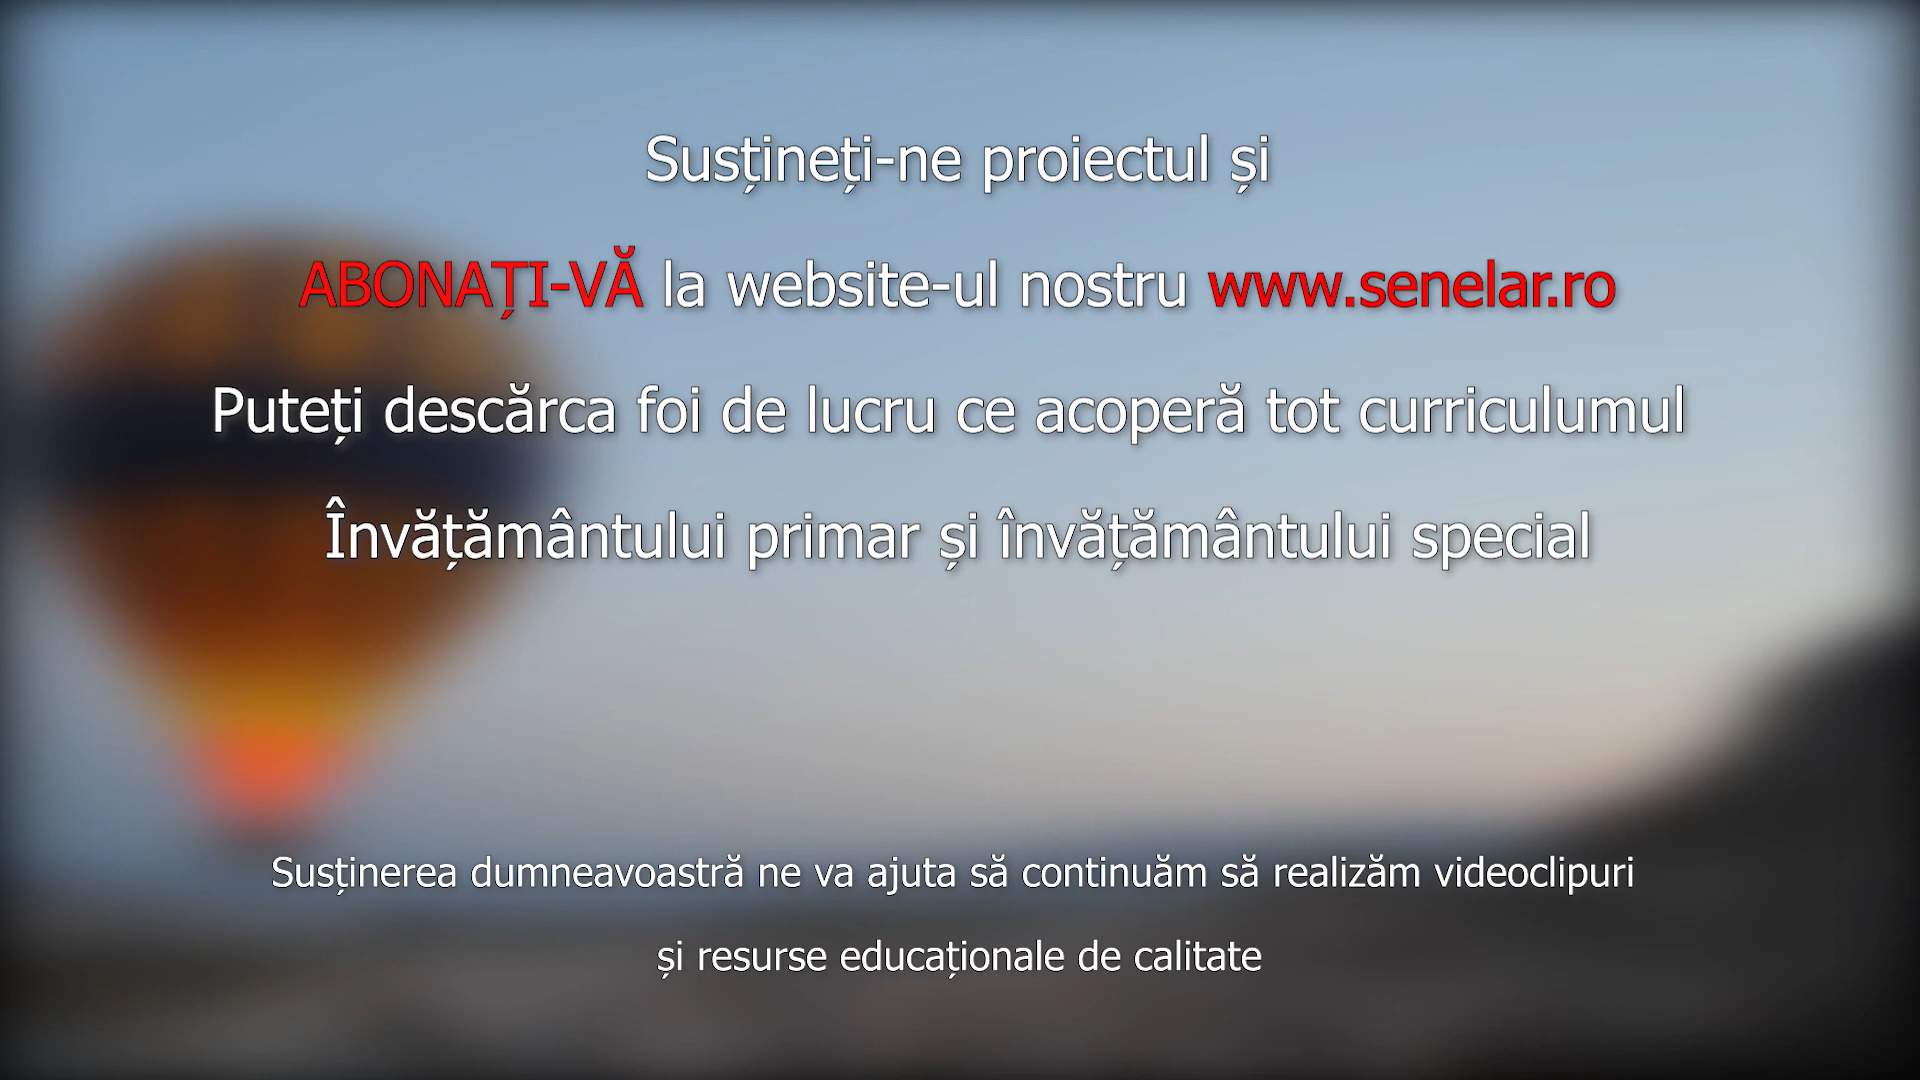 Susțineți-ne proiectul și
ABONAȚI-VĂ la website-ul nostru www.senelar.ro
Puteți descărca foi de lucru ce acoperă tot curriculumul
Învățământului primar și învățământului special
Susținerea dumneavoastră ne va ajuta să continuăm să realizăm videoclipuri
și resurse educaționale de calitate